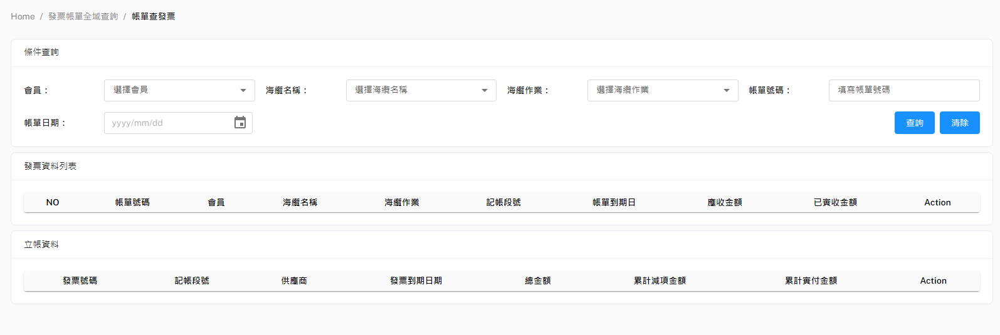 Home / 發票帳單全域查詢 / 帳單查發票
條件查詢
會員： 選擇會員 海纜名稱： 選擇海纜名稱 海纜作業： 選擇海纜作業 帳單號碼： 填寫帳單號碼
帳單日期： yyyy/mm/dd 查詢 清除
發票資料列表
NO 帳單號碼 會員 海纜名稱 海纜作業 記帳段號 帳單到期日 應收金額 已實收金額 Action
立帳資料
發票號碼 記帳段號 供應商 發票到期日期 總金額 累計減項金額 累計實付金額 Action